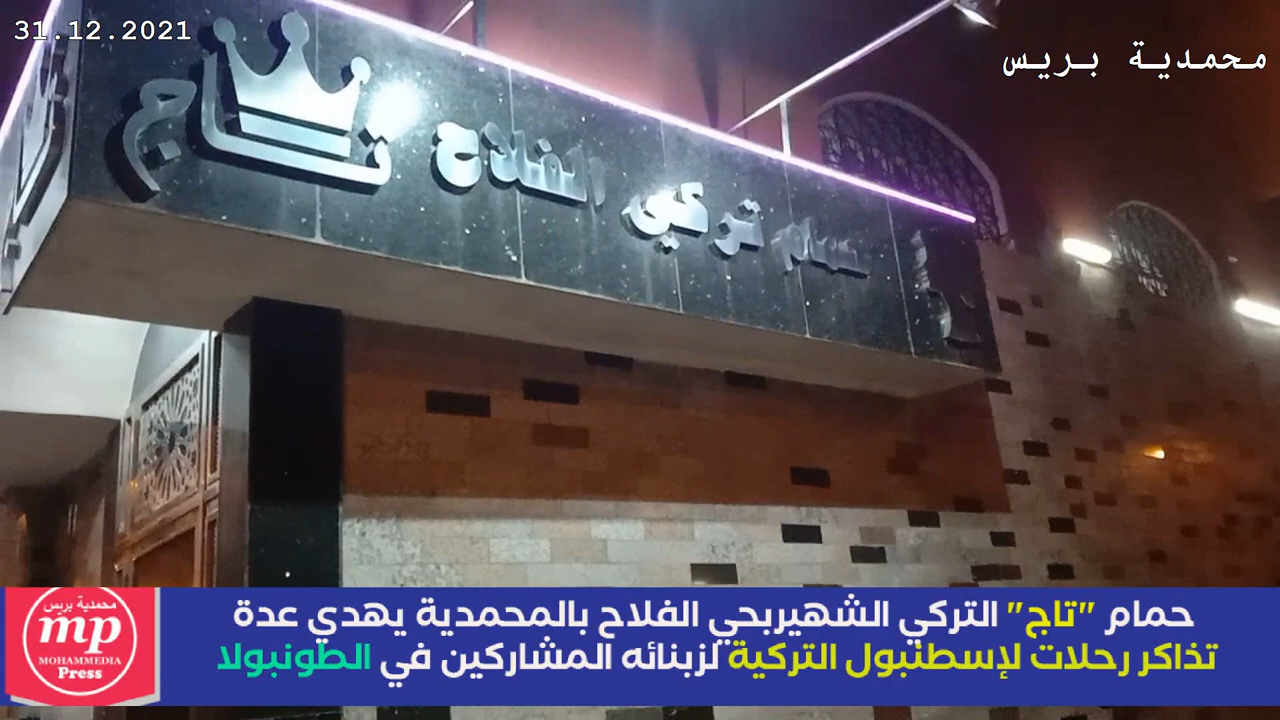 31.12.2021
محمدية بريس
تاج
حمام تركي الفلاح
محمدية بريس
mp
MOHAMMEDIA
Press
حمام "تاج" التركي الشهيربحي الفلاح بالمحمدية يهدي عدة
تذاكر رحلات لإسطنبول التركية لزبنائه المشاركين في الطونبولا